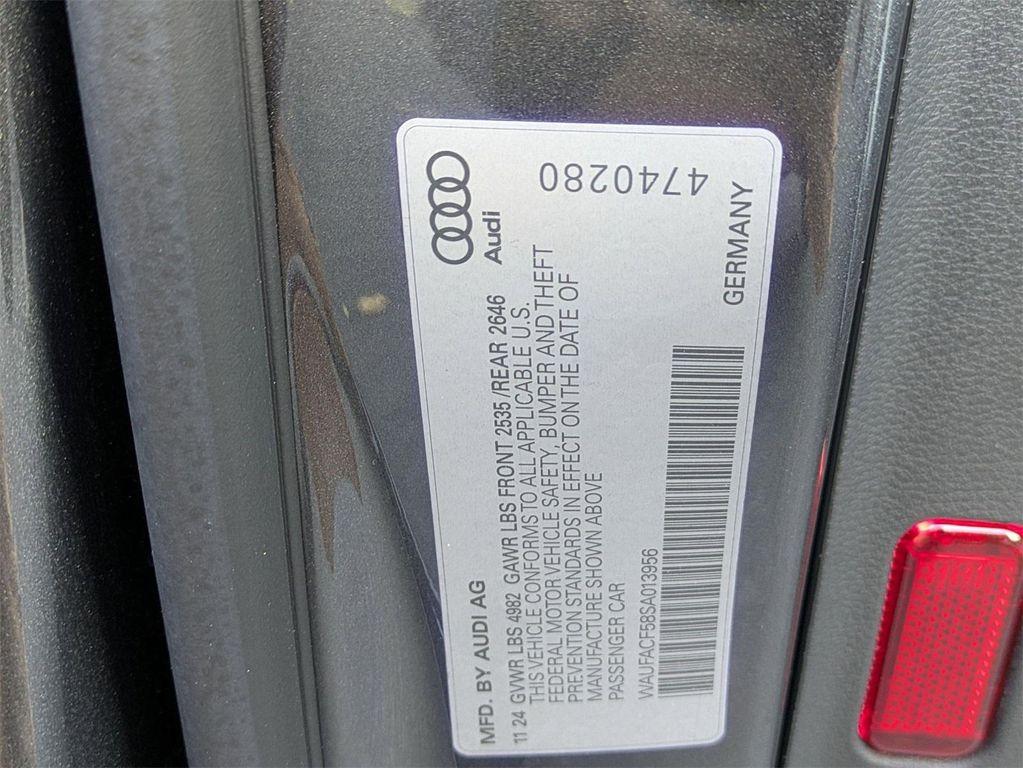 MFD. BY AUDI AG
Audi
11 24 GVWR LBS 4982 GAWR LBS FRONT 2535 /REAR 2646
THIS VEHICLE CONFORMS TO ALL APPLICABLE U.S.
FEDERAL MOTOR VEHICLE SAFETY, BUMPER AND THEFT
PREVENTION STANDARDS IN EFFECT ON THE DATE OF
MANUFACTURE SHOWN ABOVE
PASSENGER CAR
WAUFACF58SA013956
GERMANY
4740280